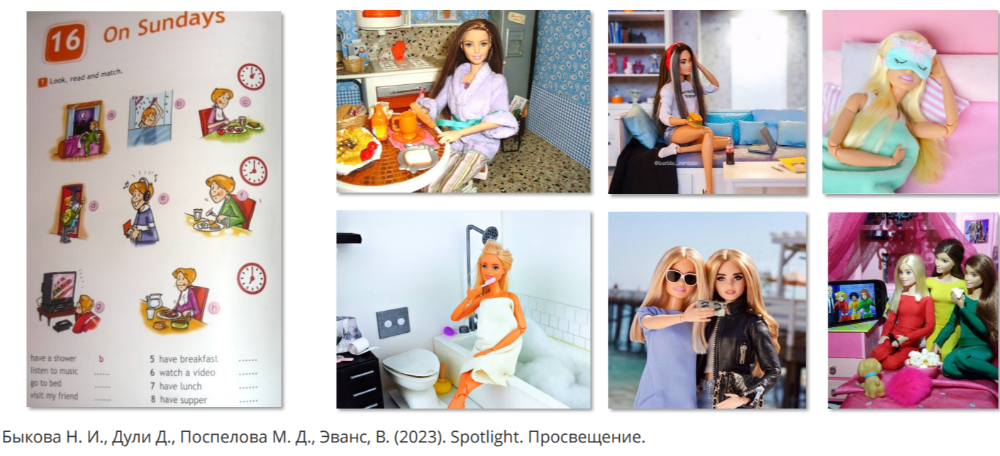 16 On Sundays
1 Look, read and match.
a
b
c
d
e
f
g
h
have a shower b
listen to music ......
go to bed ......
visit my friend ......
5 have breakfast ......
6 watch a video ......
7 have lunch ......
8 have supper ......
@barbie_nardelo
Быкова Н. И., Дули Д., Поспелова М. Д., Эванс, В. (2023). Spotlight. Просвещение.